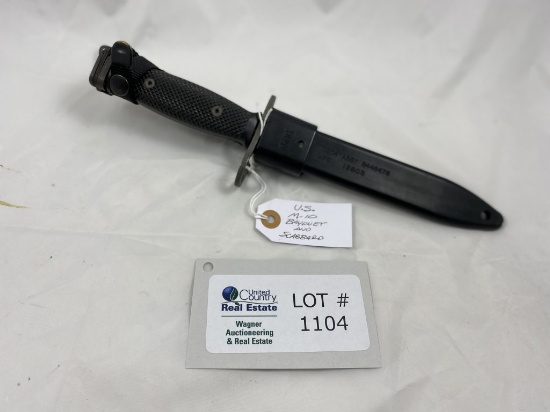 U.S.
M-10
BAYONET
AND
SCABBARD
United
Country
Real Estate
Wagner
Auctioneering
& Real Estate
LOT #
1104